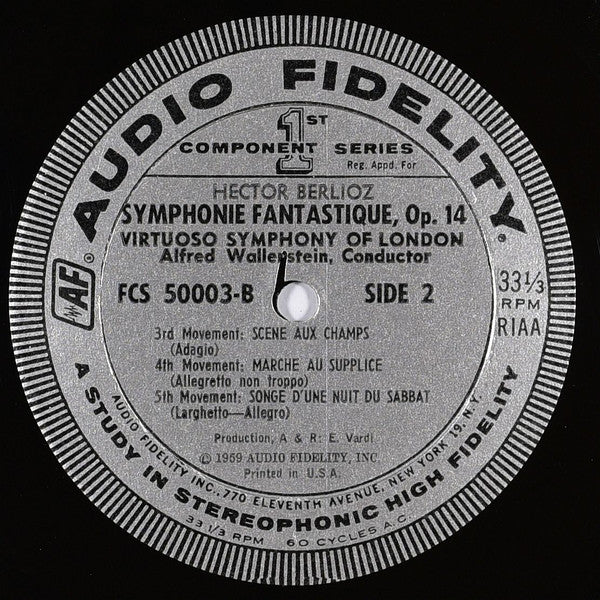 AUDIO FIDELITY®
1ST
COMPONENT SERIES
Reg. Appd. For
HECTOR BERLIOZ
SYMPHONIE FANTASTIQUE, Op. 14
VIRTUOSO SYMPHONY OF LONDON
Alfred Wallenstein, Conductor
AF®
FCS 50003-B SIDE 2
33⅓
RPM
RIAA
3rd Movement: SCENE AUX CHAMPS
(Adagio)
4th Movement: MARCHE AU SUPPLICE
(Allegretto non troppo)
5th Movement: SONGE D'UNE NUIT DU SABBAT
(Larghetto—Allegro)
Production, A & R: E. Vardi
© 1959 AUDIO FIDELITY, INC.
Printed in U.S.A.
AUDIO FIDELITY INC., 770 ELEVENTH AVENUE, NEW YORK 19, N.Y.
A STUDY IN STEREOPHONIC HIGH FIDELITY
33 1/3 RPM 60 CYCLES A.C.